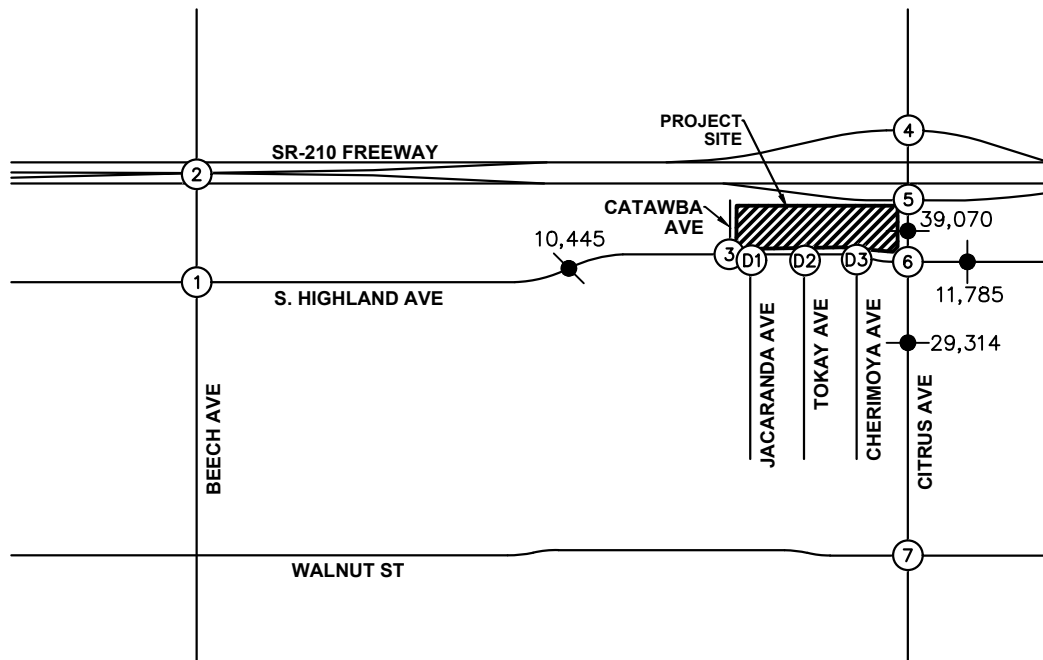 PROJECT
SITE
4
SR-210 FREEWAY
2
CATAWBA
AVE
5
39,070
10,445
3
D1
D2
D3
6
1
S. HIGHLAND AVE
11,785
29,314
JACARANDA AVE
TOKAY AVE
CHERIMOYA AVE
BEECH AVE
CITRUS AVE
7
WALNUT ST